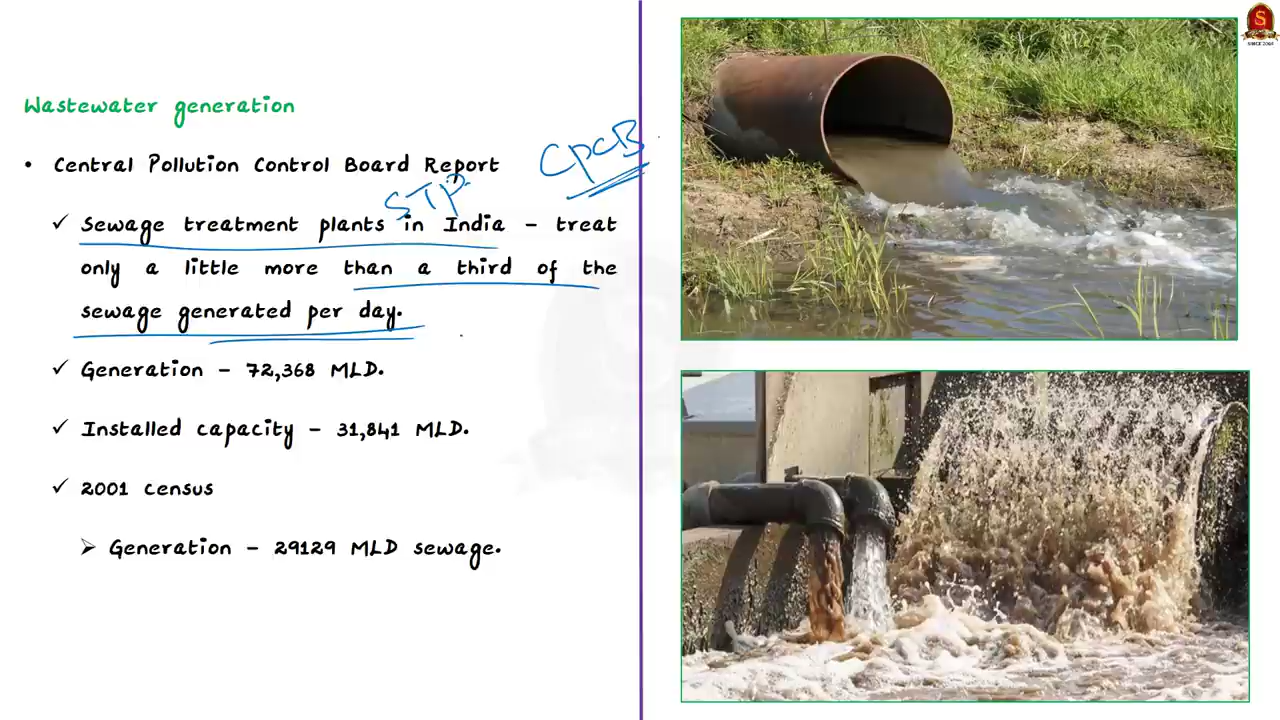 Wastewater generation
CPCB
• Central Pollution Control Board Report
STP
✓ Sewage treatment plants in India – treat
only a little more than a third of the
sewage generated per day.
✓ Generation – 72,368 MLD.
✓ Installed capacity – 31,841 MLD.
✓ 2001 census
➢ Generation – 29129 MLD sewage.
S
SINCE 2004